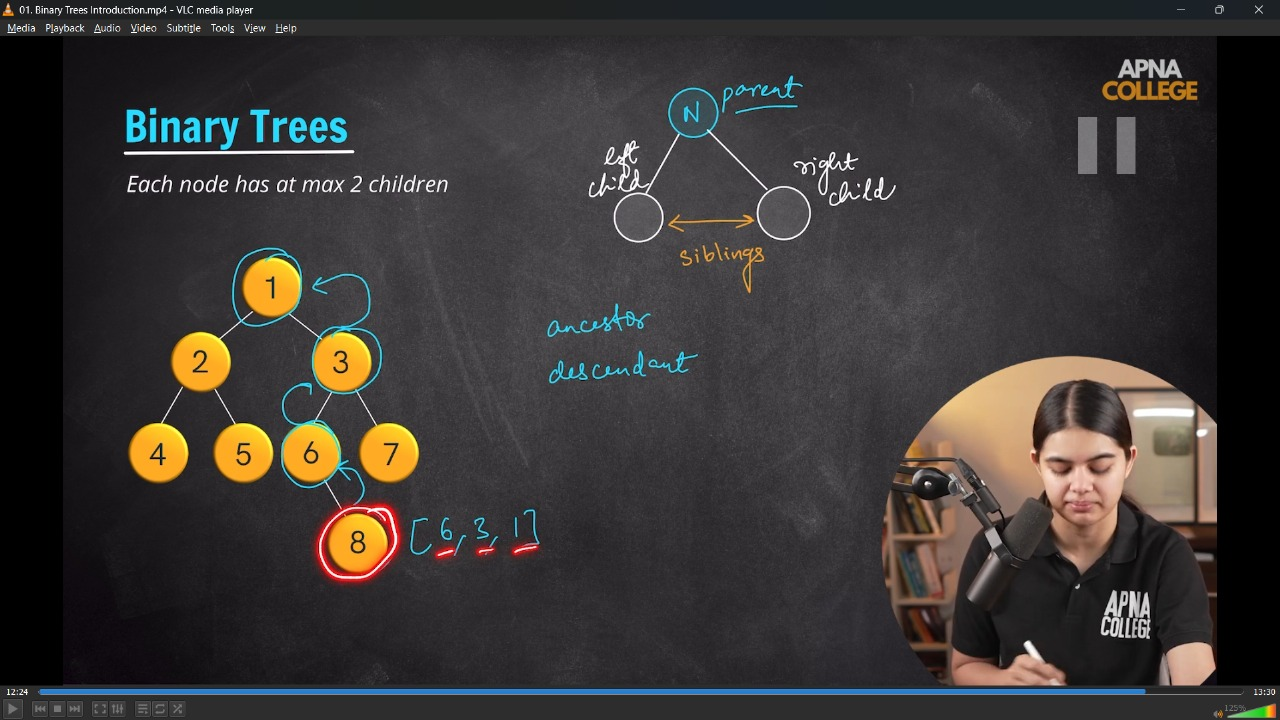 01. Binary Trees Introduction.mp4 - VLC media player
Media Playback Audio Video Subtitle Tools View Help
APNA
COLLEGE
Binary Trees
Each node has at max 2 children
N parent
left
child
right
child
siblings
1
2 3
4 5 6 7
8 [6, 3, 1]
ancestor
descendant
APNA
COLLEGE
12:24 13:30
125%